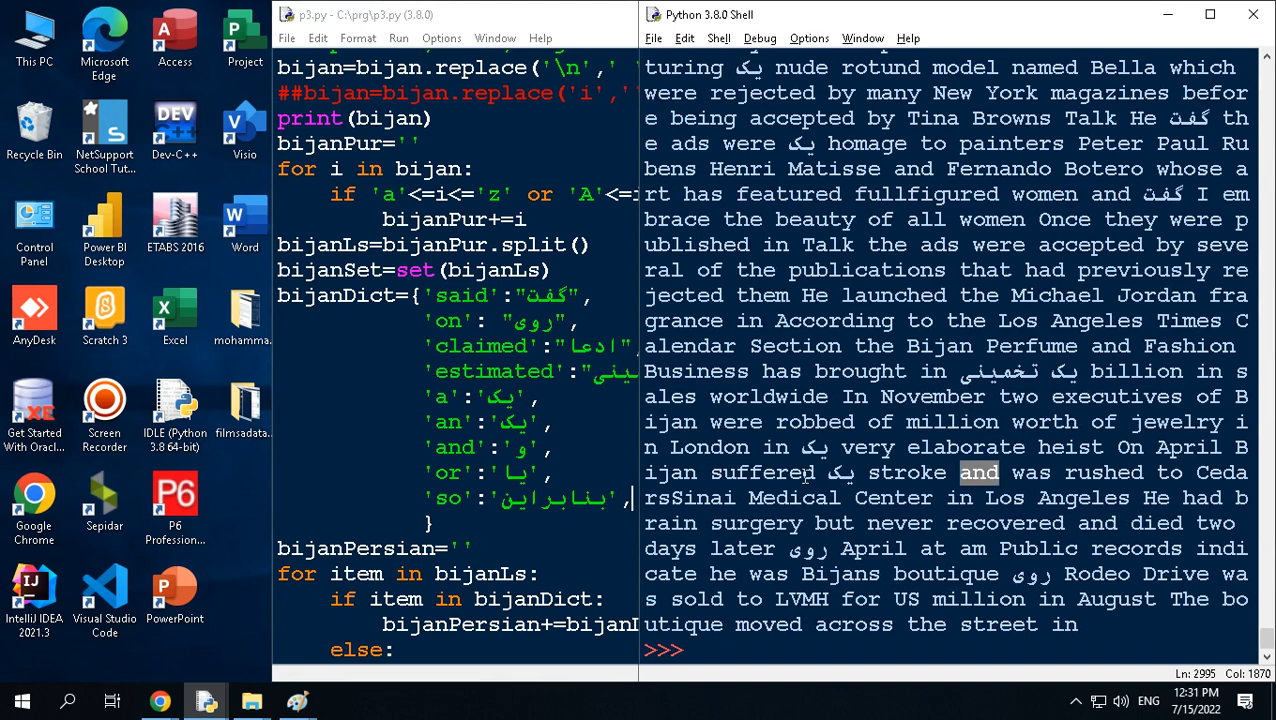 This PC
Microsoft Edge
Access
Project
Recycle Bin
NetSupport School Tut...
Dev-C++
Visio
Control Panel
Power BI Desktop
ETABS 2016
Word
AnyDesk
Scratch 3
Excel
mohamma...
Get Started With Oracl...
Screen Recorder
IDLE (Python 3.8 64-bit)
filmsadata...
Google Chrome
Sepidar
P6 Profession...
IntelliJ IDEA 2021.3
Visual Studio Code
PowerPoint
p3.py - C:\prg\p3.py (3.8.0)
File Edit Format Run Options Window Help
bijan=bijan.replace('\n',' '
##bijan=bijan.replace('i',''
print(bijan)
bijanPur=''
for i in bijan:
if 'a'<=i<='z' or 'A'<=i
bijanPur+=i
bijanLs=bijanPur.split()
bijanSet=set(bijanLs)
bijanDict={'said':"گفت",
'on': "روی",
'claimed':"ادعا",
'estimated':"
'a':'یک',
'an':'یک',
'and':'و',
'or':'یا',
'so':'بنابراین',
}
bijanPersian=''
for item in bijanLs:
if item in bijanDict:
bijanPersian+=bijanD
else:
Python 3.8.0 Shell
File Edit Shell Debug Options Window Help
turing یک nude rotund model named Bella which
were rejected by many New York magazines befor
e being accepted by Tina Browns Talk He گفت th
e ads were یک homage to painters Peter Paul Ru
bens Henri Matisse and Fernando Botero whose a
rt has featured fullfigured women and گفت I em
brace the beauty of all women Once they were p
ublished in Talk the ads were accepted by seve
ral of the publications that had previously re
jected them He launched the Michael Jordan fra
grance in According to the Los Angeles Times C
alendar Section the Bijan Perfume and Fashion
Business has brought in یک تخمینی billion in s
ales worldwide In November two executives of B
ijan were robbed of million worth of jewelry i
n London in یک very elaborate heist On April B
ijan suffered یک stroke and was rushed to Ceda
rsSinai Medical Center in Los Angeles He had b
rain surgery but never recovered and died two
days later روی April at am Public records indi
cate he was Bijans boutique روی Rodeo Drive wa
s sold to LVMH for US million in August The bo
utique moved across the street in
>>>
Ln: 2995 Col: 1870
ENG
12:31 PM
7/15/2022